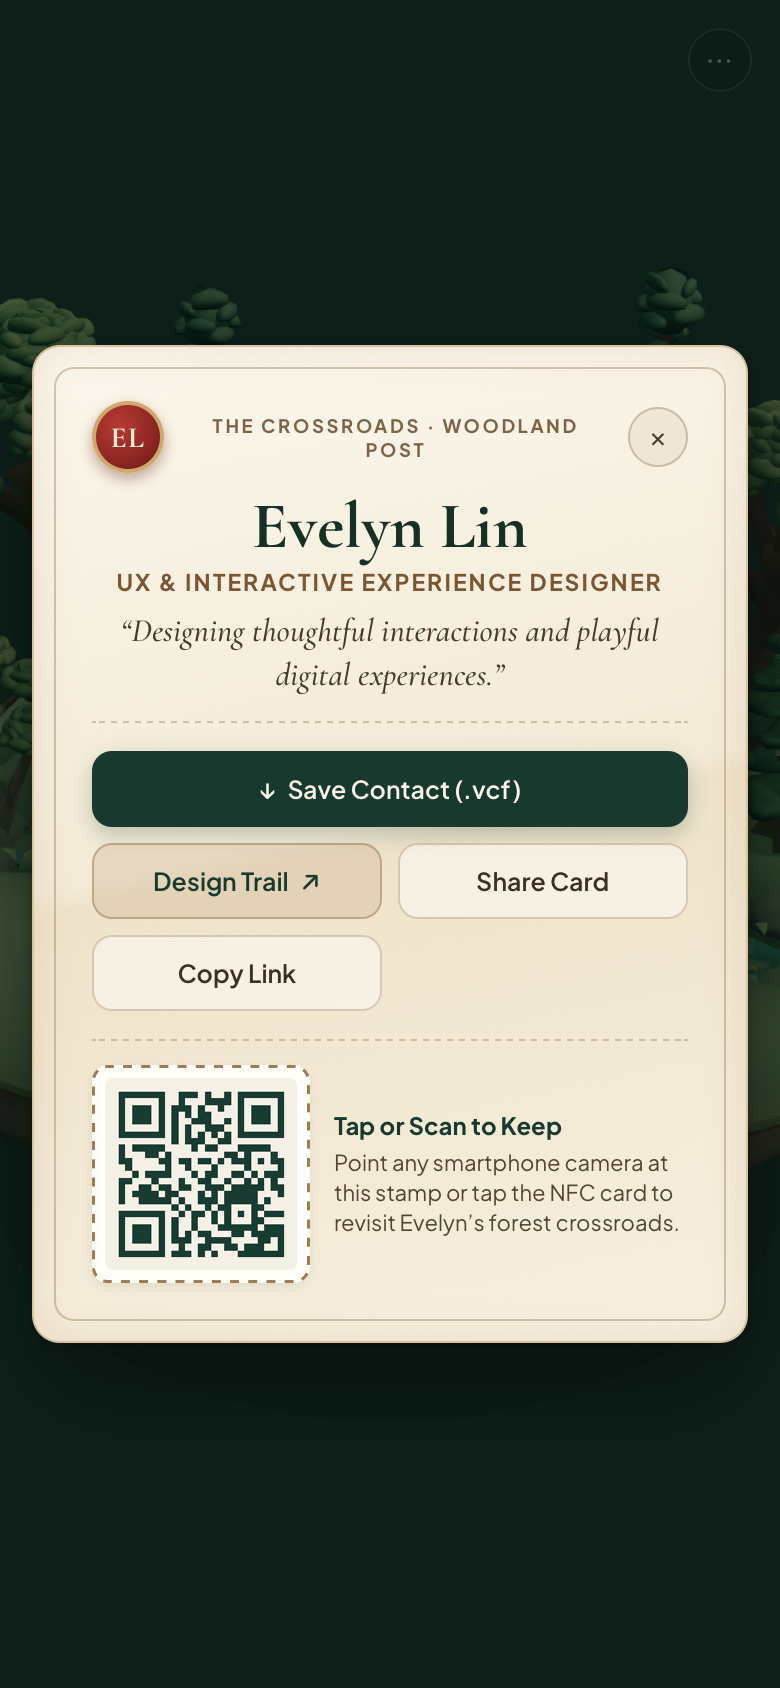 ...
EL
THE CROSSROADS · WOODLAND
POST
×
Evelyn Lin
UX & INTERACTIVE EXPERIENCE DESIGNER
“Designing thoughtful interactions and playful
digital experiences.”
↓ Save Contact (.vcf)
Design Trail ↗
Share Card
Copy Link
Tap or Scan to Keep
Point any smartphone camera at
this stamp or tap the NFC card to
revisit Evelyn’s forest crossroads.